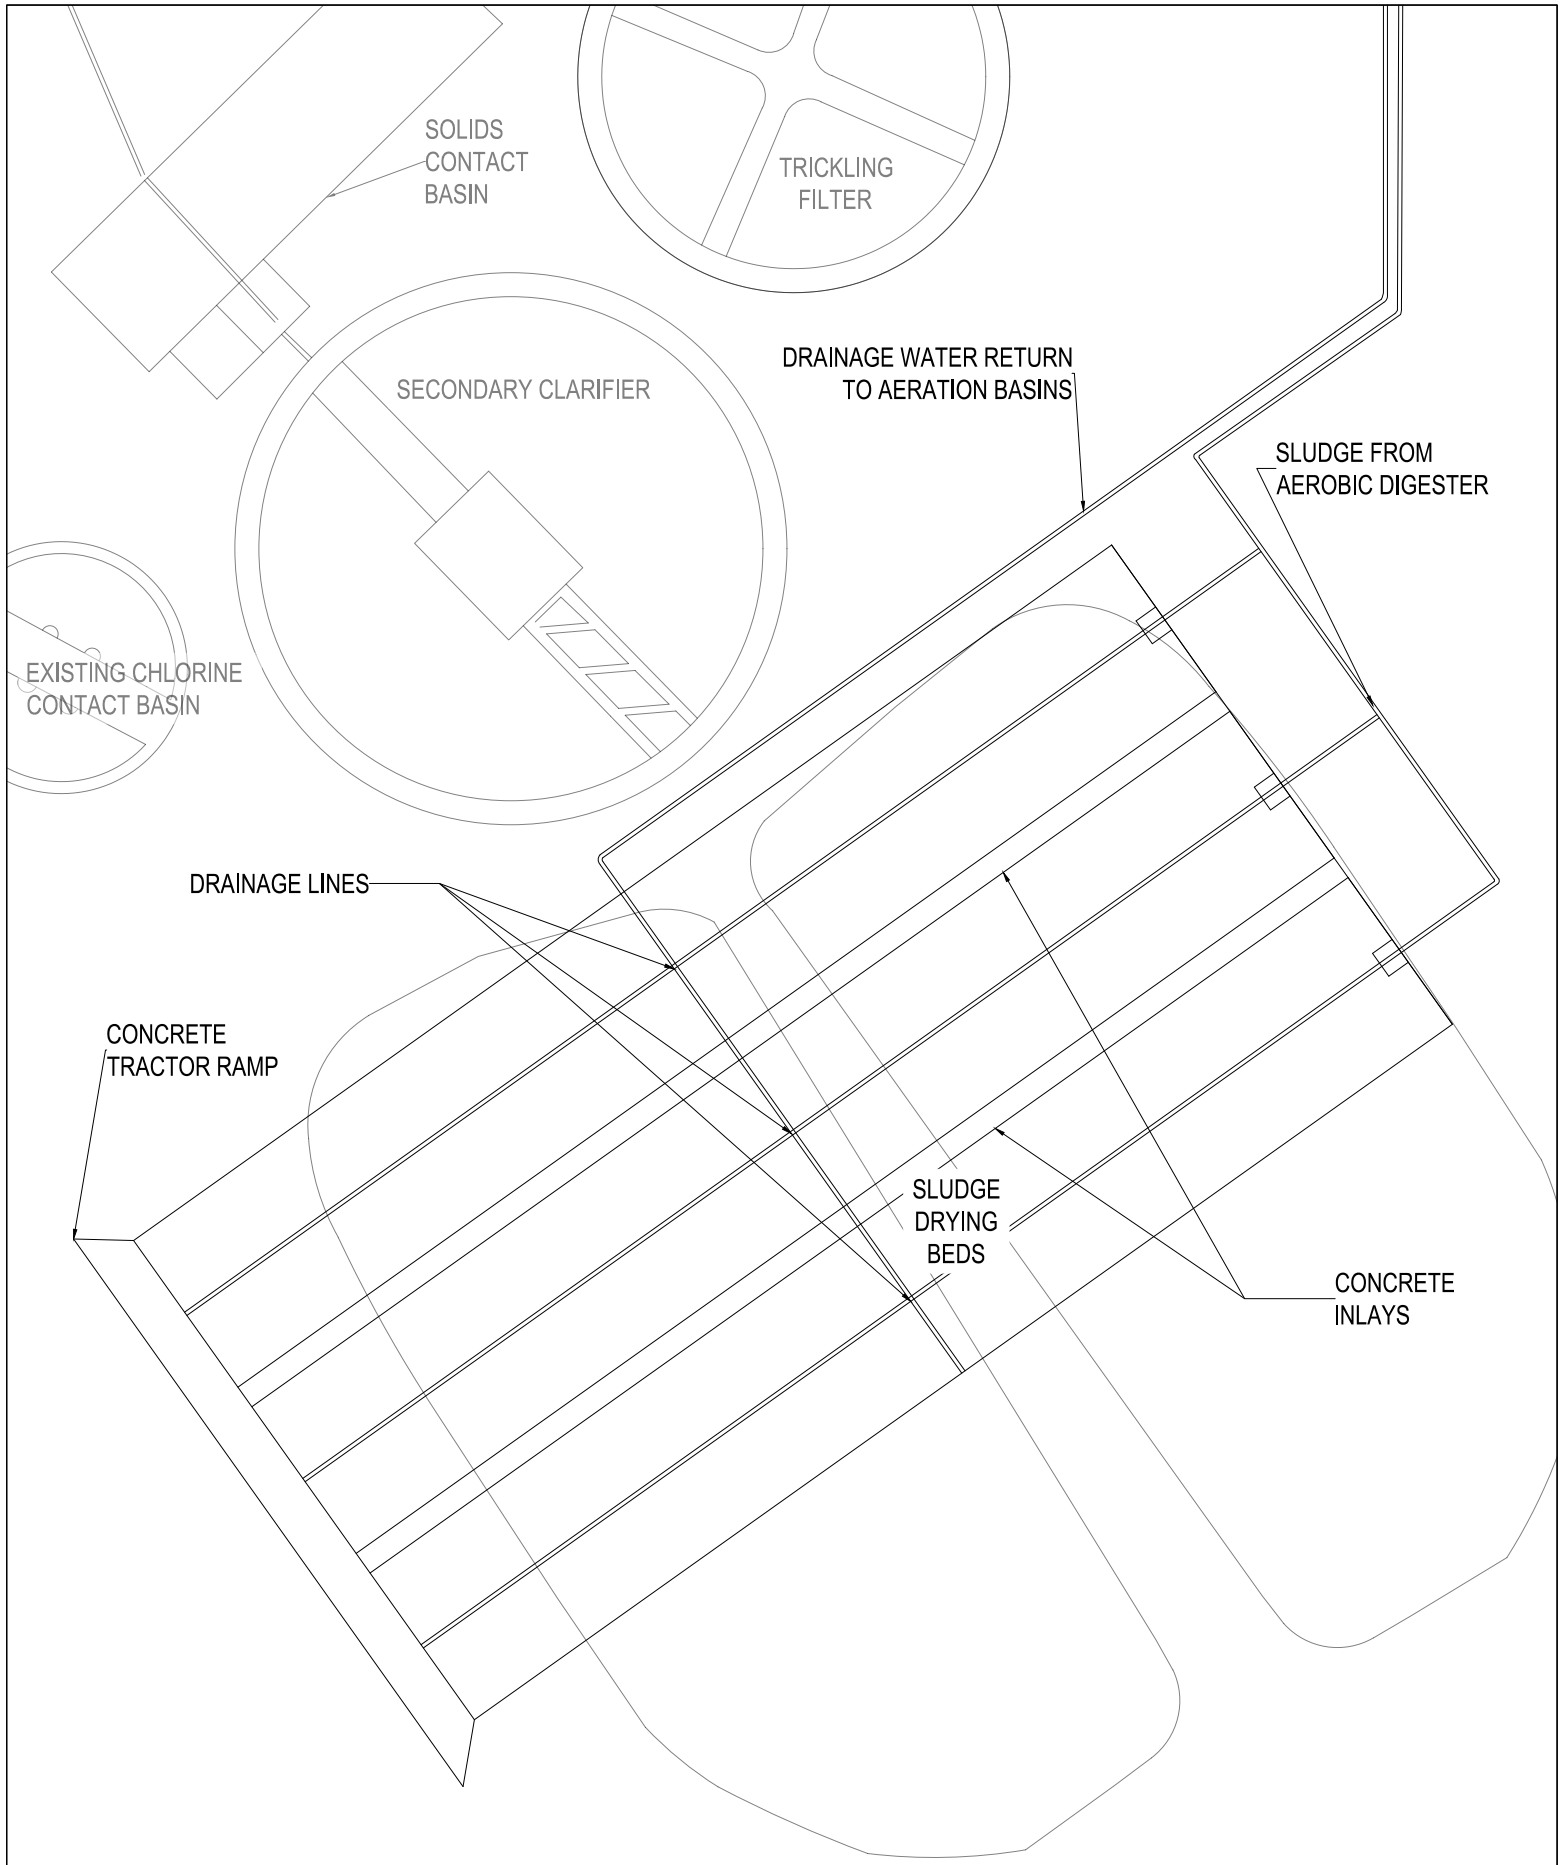 SOLIDS
CONTACT
BASIN
TRICKLING
FILTER
DRAINAGE WATER RETURN
TO AERATION BASINS
SECONDARY CLARIFIER
SLUDGE FROM
AEROBIC DIGESTER
EXISTING CHLORINE
CONTACT BASIN
DRAINAGE LINES
CONCRETE
TRACTOR RAMP
SLUDGE
DRYING
BEDS
CONCRETE
INLAYS